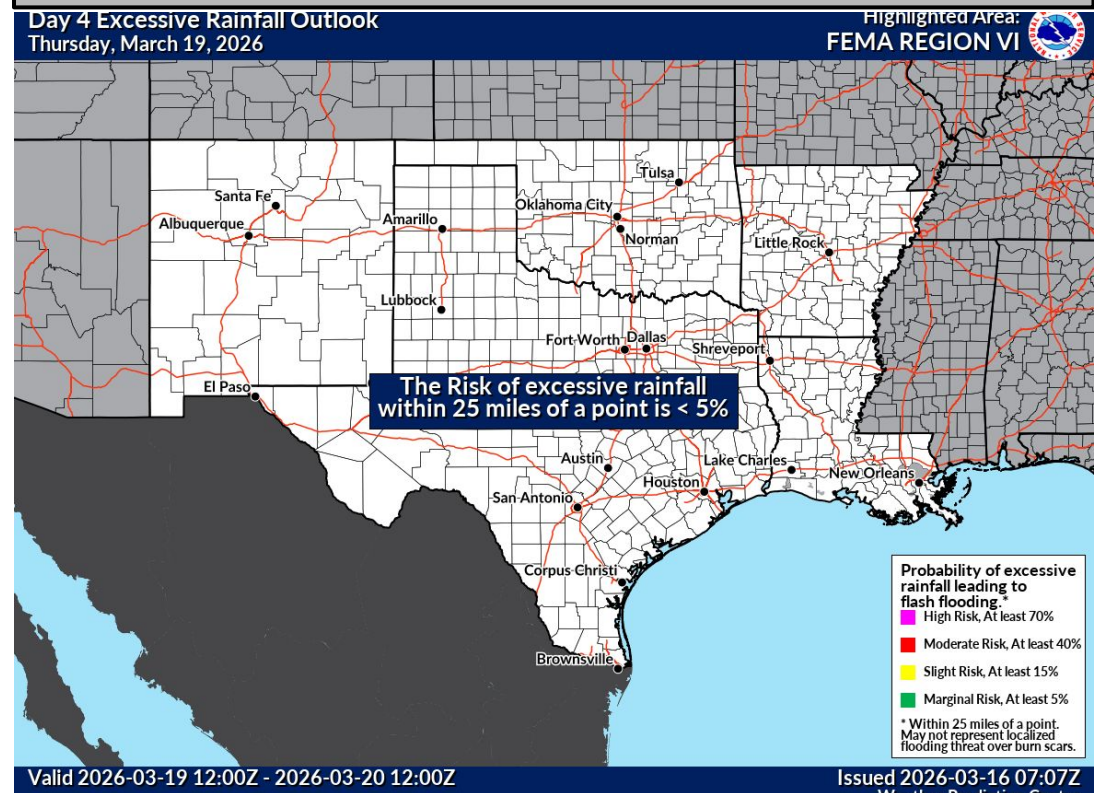 Day 4 Excessive Rainfall Outlook
Thursday, March 19, 2026
Highlighted Area:
FEMA REGION VI
Santa Fe
Albuquerque
Amarillo
Tulsa
Oklahoma City
Norman
Little Rock
Lubbock
Fort Worth
Dallas
Shreveport
El Paso
The Risk of excessive rainfall
within 25 miles of a point is < 5%
Austin
Lake Charles
New Orleans
Houston
San Antonio
Corpus Christi
Brownsville
Probability of excessive
rainfall leading to
flash flooding.*
High Risk, At least 70%
Moderate Risk, At least 40%
Slight Risk, At least 15%
Marginal Risk, At least 5%
* Within 25 miles of a point.
May not represent localized
flooding threat over burn scars.
Valid 2026-03-19 12:00Z - 2026-03-20 12:00Z
Issued 2026-03-16 07:07Z
Weather Prediction Center